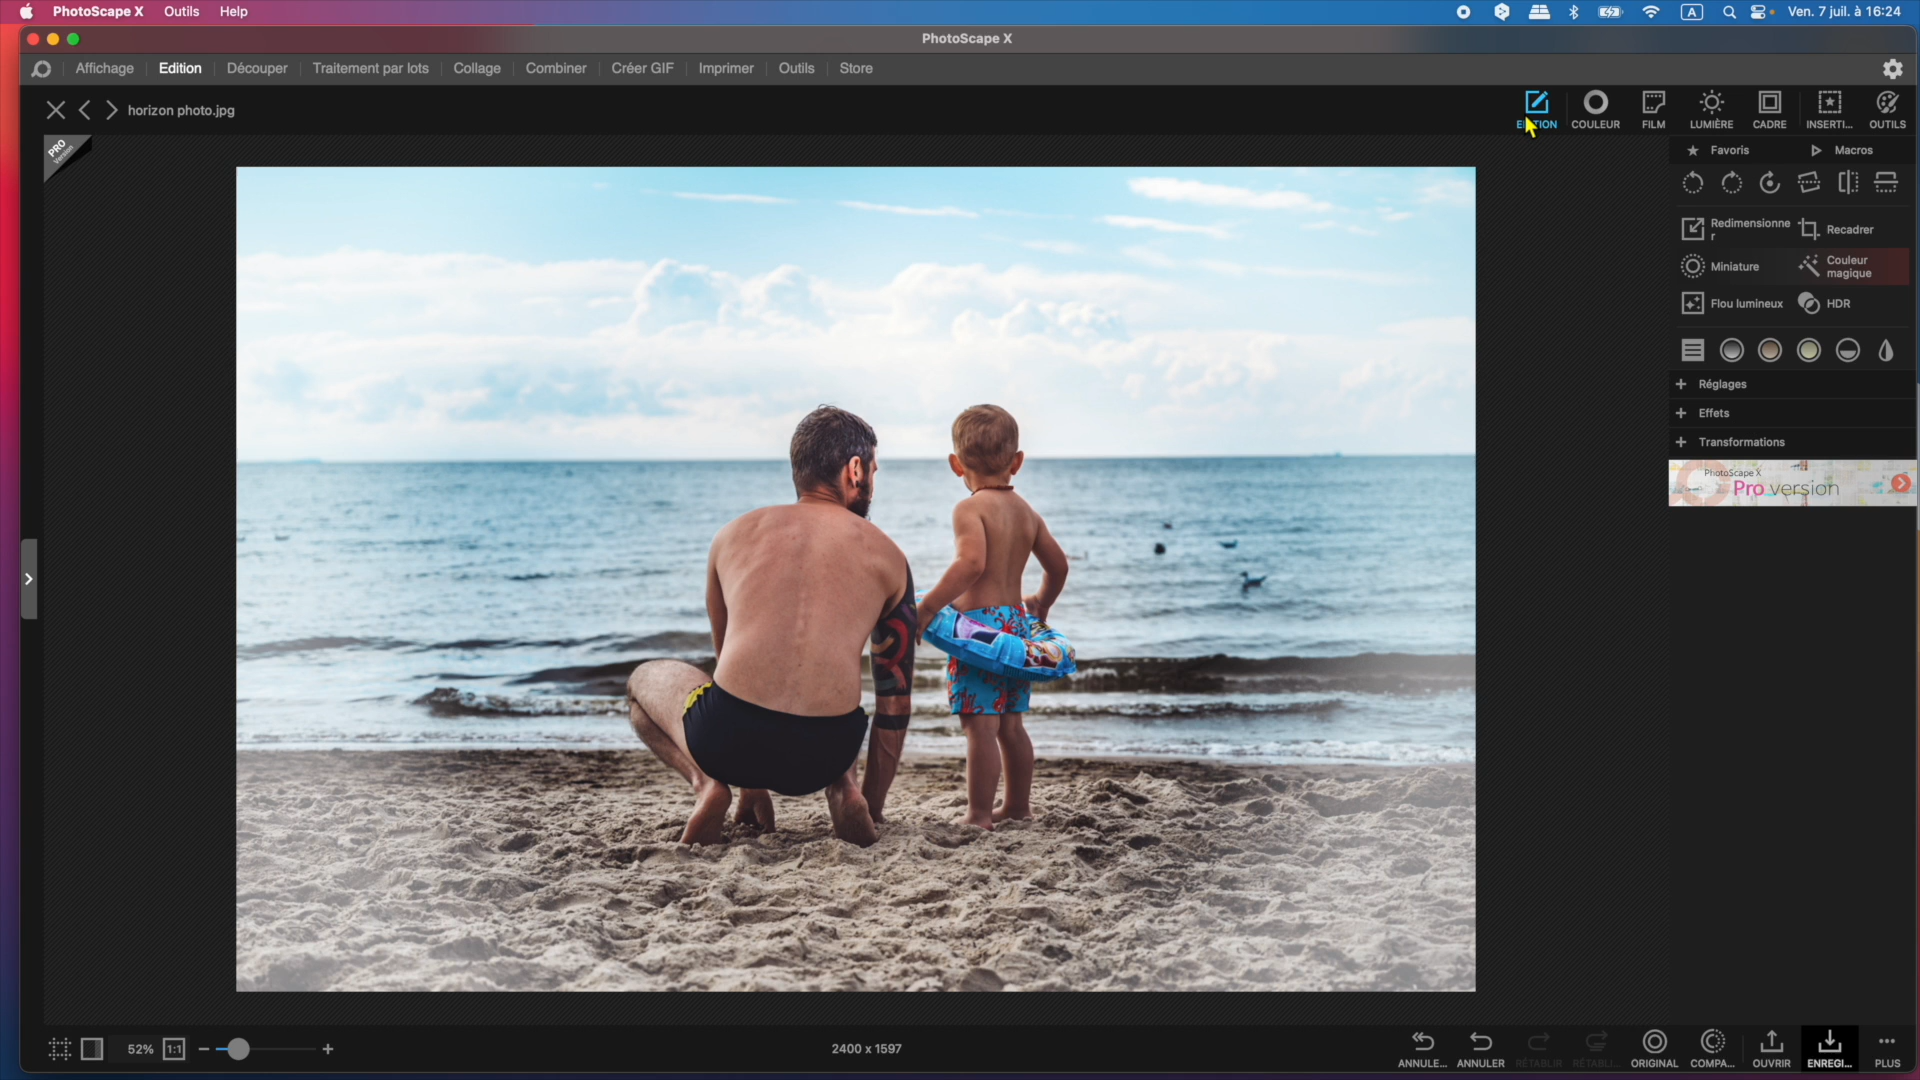 PhotoScape X Outils Help
A Ven. 7 juil. à 16:24
PhotoScape X
Affichage Edition Découper Traitement par lots Collage Combiner Créer GIF Imprimer Outils Store
horizon photo.jpg
COULEUR FILM LUMIÈRE CADRE INSERTI... OUTILS
PRO
Version
Favoris Macros
Redimensionne
r
Recadrer
Miniature
Couleur
magique
Flou lumineux HDR
Réglages
Effets
Transformations
PhotoScape X
Pro version
52% 1:1 2400 x 1597
ANNULE... ANNULER RÉTABLIR RÉTABLI... ORIGINAL COMPA... OUVRIR ENREGI... PLUS